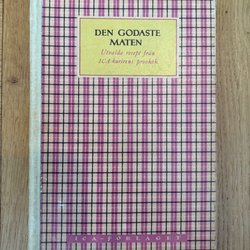 DEN GODASTE
MATEN
Utvalda recept från
ICA-kurirens provkök
ICA-FÖRLAGET